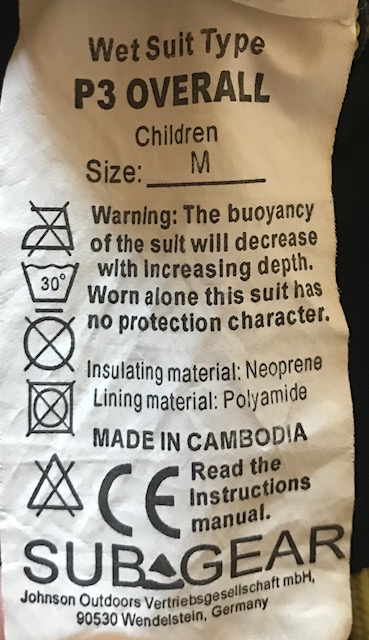 Wet Suit Type
P3 OVERALL
Children
Size: M
Warning: The buoyancy
of the suit will decrease
with increasing depth.
30°
Worn alone this suit has
no protection character.
Insulating material: Neoprene
Lining material: Polyamide
MADE IN CAMBODIA
CE
Read the
instructions
manual.
SUBGEAR
Johnson Outdoors Vertriebsgesellschaft mbH,
90530 Wendelstein, Germany